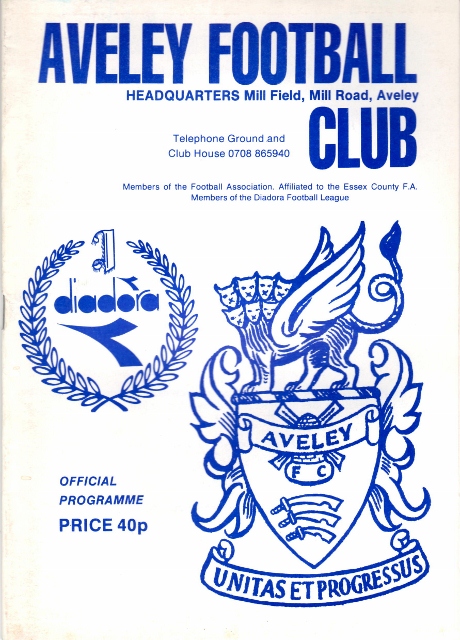 AVELEY FOOTBALL
HEADQUARTERS Mill Field, Mill Road, Aveley
CLUB
Telephone Ground and
Club House 0708 865940
Members of the Football Association. Affiliated to the Essex County F.A.
Members of the Diadora Football League
diadora
AVELEY
F C
UNITAS ET PROGRESSUS
OFFICIAL
PROGRAMME
PRICE 40p